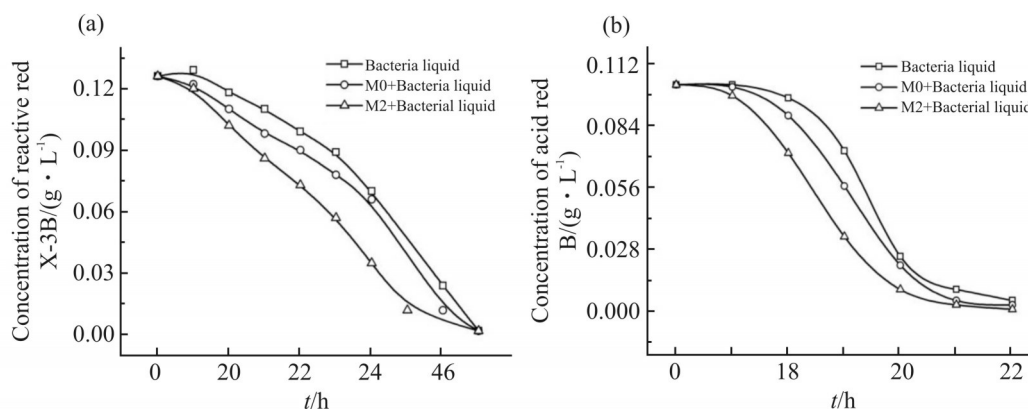 (a)
Concentration of reactive red
X-3B/(g·L⁻¹)
0.12
0.09
0.06
0.03
0.00
Bacteria liquid
M0+Bacteria liquid
M2+Bacterial liquid
0 20 22 24 46
t/h
(b)
Concentration of acid red
B/(g·L⁻¹)
0.112
0.084
0.056
0.028
0.000
Bacteria liquid
M0+Bacteria liquid
M2+Bacterial liquid
0 18 20 22
t/h